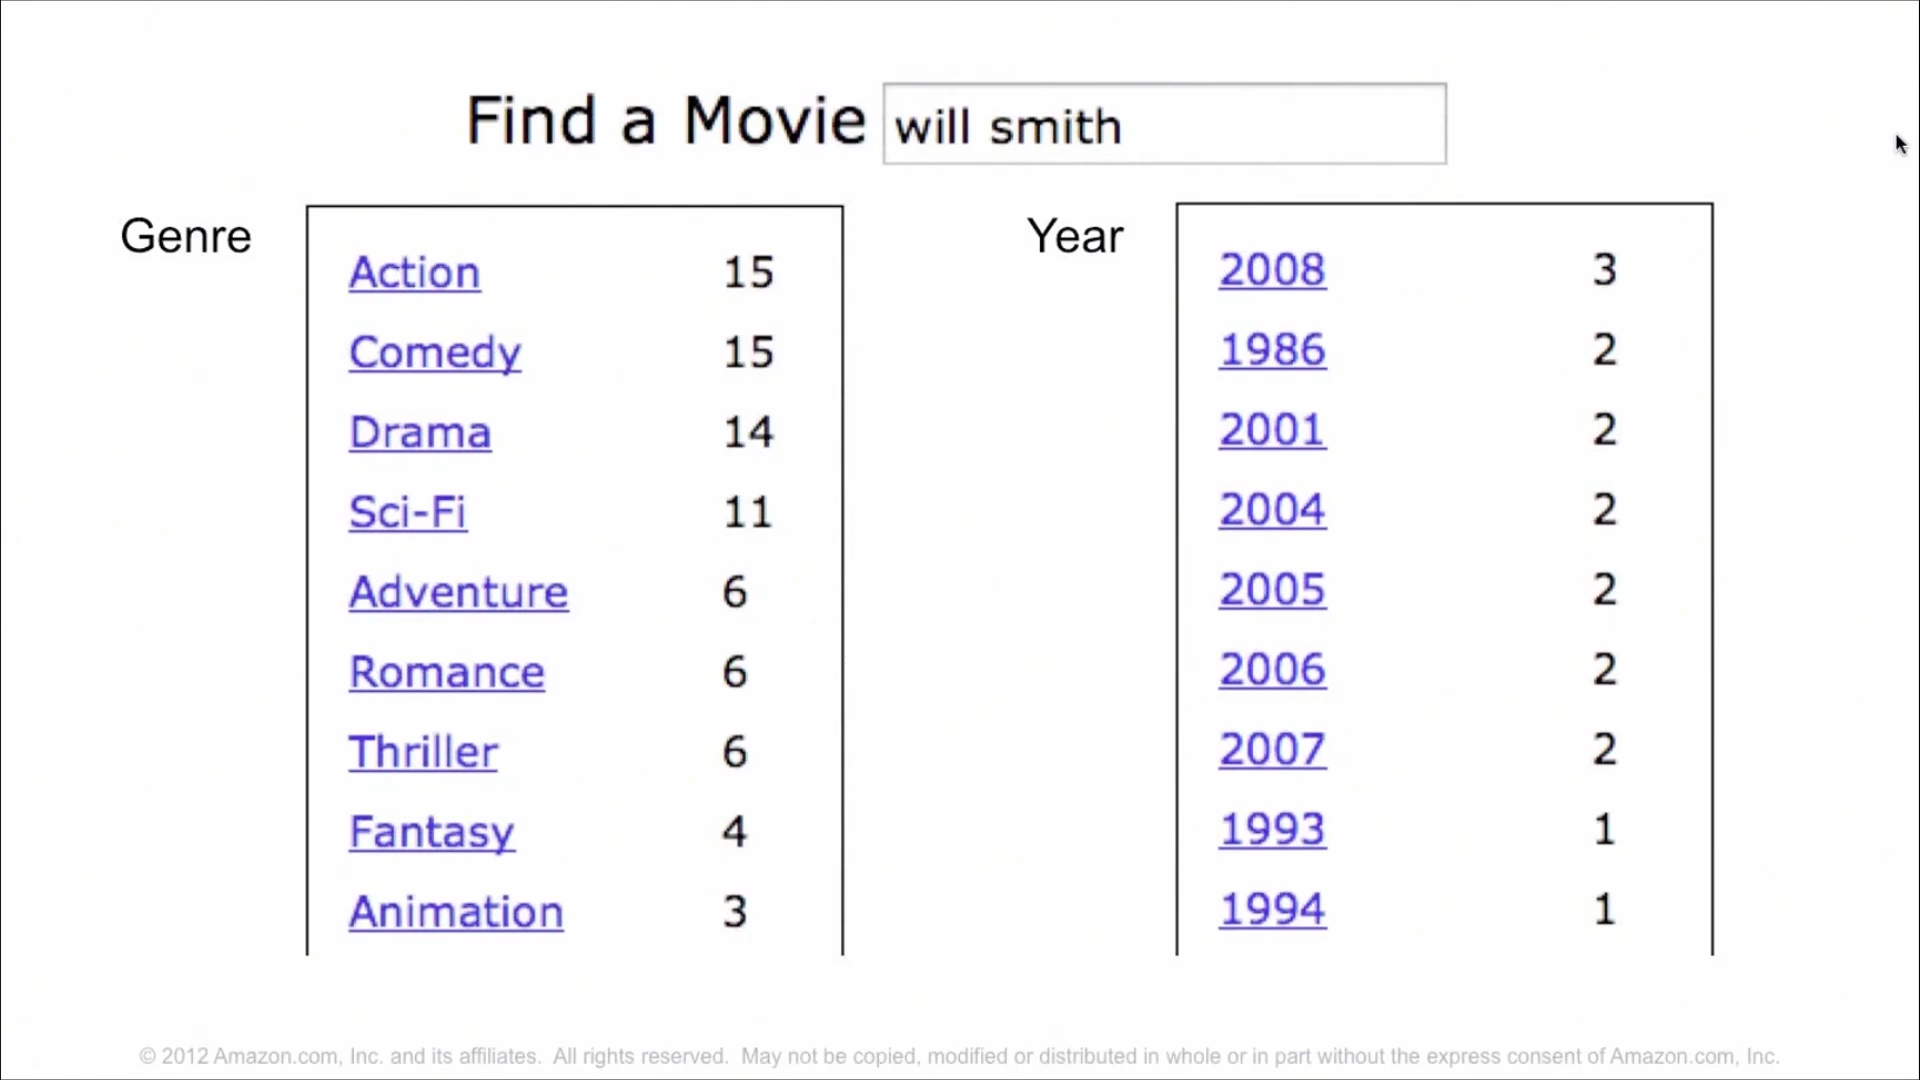 Find a Movie will smith
Genre
Action 15
Comedy 15
Drama 14
Sci-Fi 11
Adventure 6
Romance 6
Thriller 6
Fantasy 4
Animation 3
Year
2008 3
1986 2
2001 2
2004 2
2005 2
2006 2
2007 2
1993 1
1994 1
© 2012 Amazon.com, Inc. and its affiliates. All rights reserved. May not be copied, modified or distributed in whole or in part without the express consent of Amazon.com, Inc.